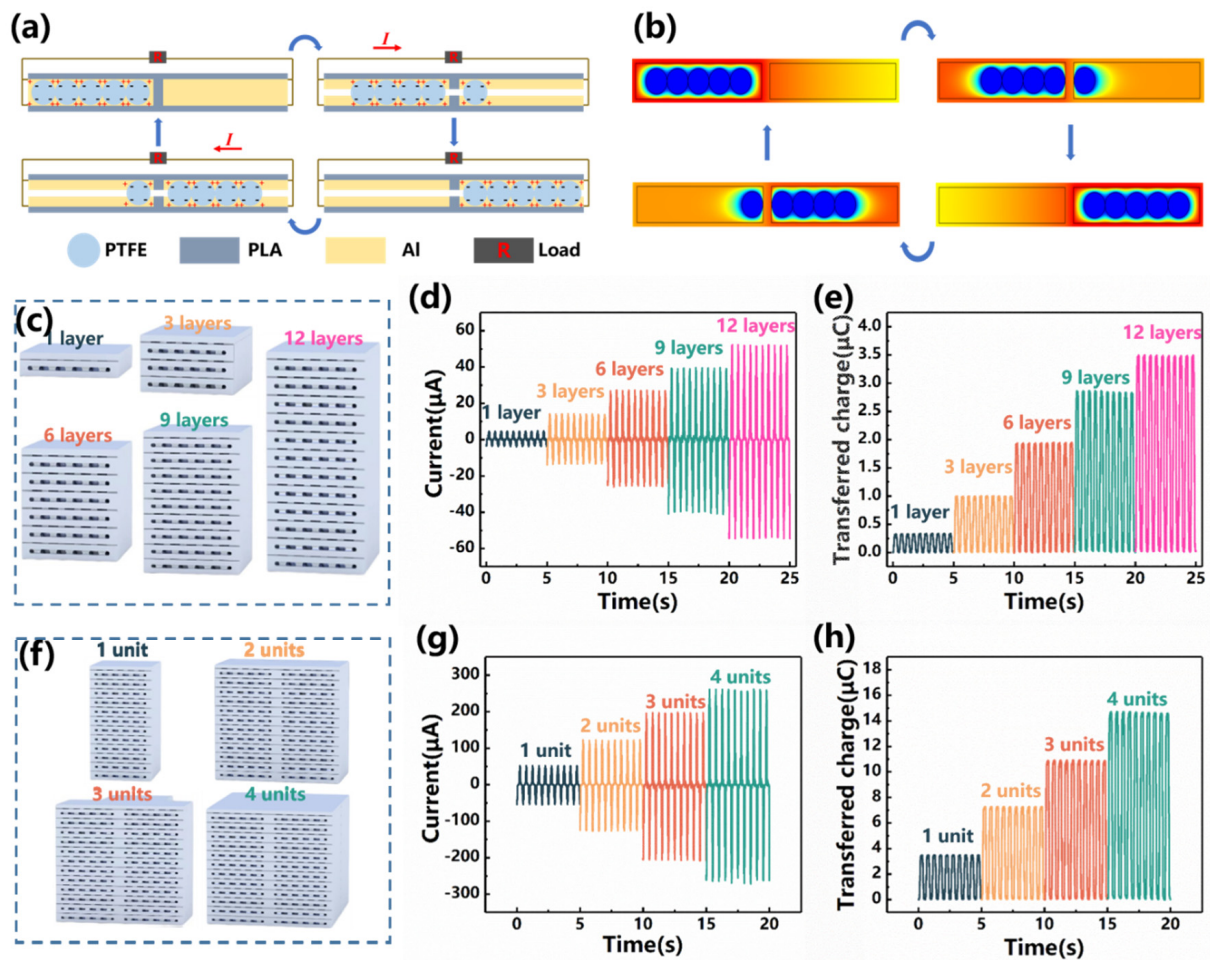 (a)
R
I
R
I
R
R
PTFE
PLA
Al
R
Load
(b)
(c)
1 layer
3 layers
12 layers
6 layers
9 layers
(d)
Current(μA)
60
40
20
0
-20
-40
-60
1 layer
3 layers
6 layers
9 layers
12 layers
0 5 10 15 20 25
Time(s)
(e)
Transferred charge(μC)
4.0
3.5
3.0
2.5
2.0
1.5
1.0
0.5
0.0
1 layer
3 layers
6 layers
9 layers
12 layers
0 5 10 15 20 25
Time(s)
(f)
1 unit
2 units
3 units
4 units
(g)
Current(μA)
300
200
100
0
-100
-200
-300
1 unit
2 units
3 units
4 units
0 5 10 15 20
Time(s)
(h)
Transferred charge(μC)
18
16
14
12
10
8
6
4
2
0
1 unit
2 units
3 units
4 units
0 5 10 15 20
Time(s)